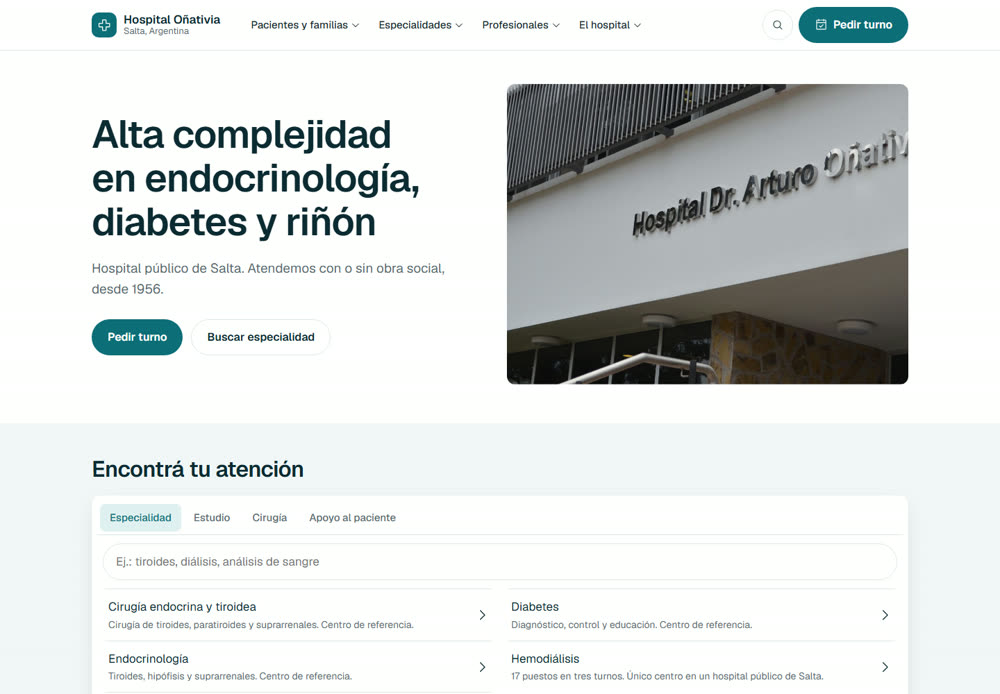 Hospital Oñativia
Salta, Argentina
Pacientes y familias
Especialidades
Profesionales
El hospital
Pedir turno
Alta complejidad
en endocrinología,
diabetes y riñón
Hospital público de Salta. Atendemos con o sin obra social,
desde 1956.
Pedir turno
Buscar especialidad
Hospital Dr. Arturo Oñativ
Encontrá tu atención
Especialidad
Estudio
Cirugía
Apoyo al paciente
Ej.: tiroides, diálisis, análisis de sangre
Cirugía endocrina y tiroidea
Cirugía de tiroides, paratiroides y suprarrenales. Centro de referencia.
Diabetes
Diagnóstico, control y educación. Centro de referencia.
Endocrinología
Tiroides, hipófisis y suprarrenales. Centro de referencia.
Hemodiálisis
17 puestos en tres turnos. Único centro en un hospital público de Salta.